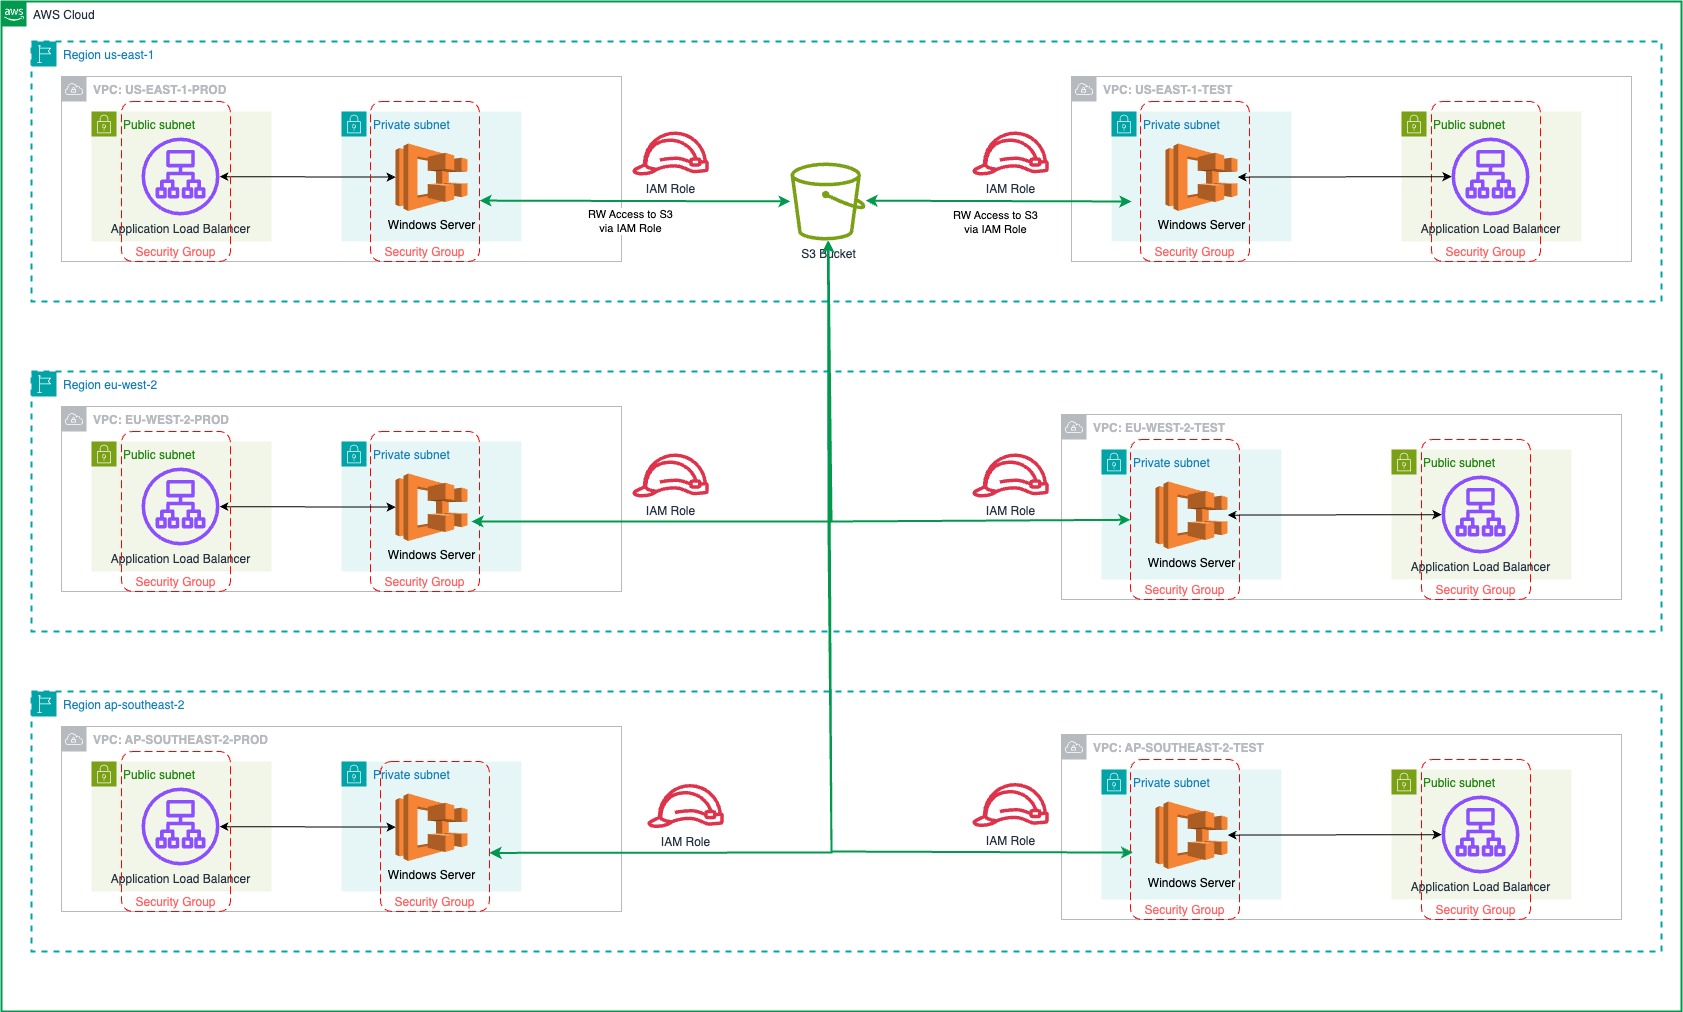 aws
AWS Cloud
Region us-east-1
VPC: US-EAST-1-PROD
Public subnet
Application Load Balancer
Security Group
Private subnet
Windows Server
Security Group
IAM Role
RW Access to S3
via IAM Role
S3 Bucket
IAM Role
RW Access to S3
via IAM Role
VPC: US-EAST-1-TEST
Private subnet
Windows Server
Security Group
Public subnet
Application Load Balancer
Security Group
Region eu-west-2
VPC: EU-WEST-2-PROD
Public subnet
Application Load Balancer
Security Group
Private subnet
Windows Server
Security Group
IAM Role
IAM Role
VPC: EU-WEST-2-TEST
Private subnet
Windows Server
Security Group
Public subnet
Application Load Balancer
Security Group
Region ap-southeast-2
VPC: AP-SOUTHEAST-2-PROD
Public subnet
Application Load Balancer
Security Group
Private subnet
Windows Server
Security Group
IAM Role
IAM Role
VPC: AP-SOUTHEAST-2-TEST
Private subnet
Windows Server
Security Group
Public subnet
Application Load Balancer
Security Group